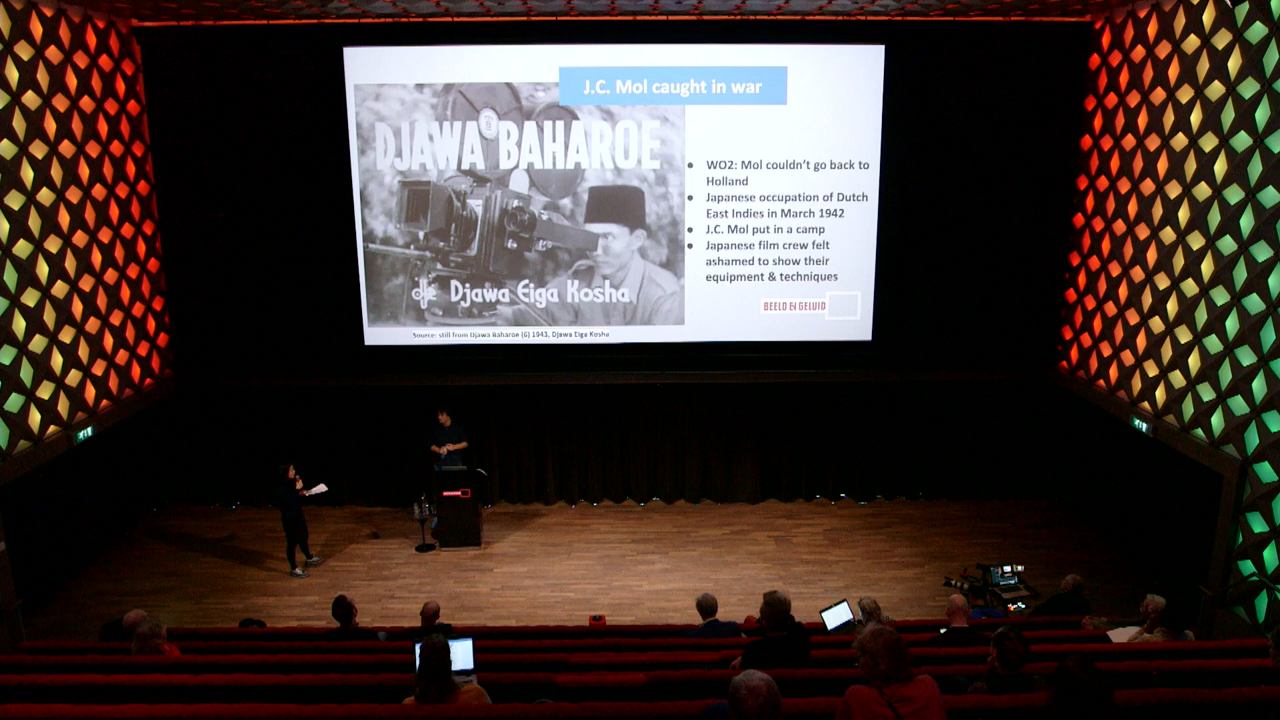 J.C. Mol caught in war
DJAWA BAHAROE
Djawa Eiga Kosha
WO2: Mol couldn't go back to
Holland
Japanese occupation of Dutch
East Indies in March 1942
J.C. Mol put in a camp
Japanese film crew felt
ashamed to show their
equipment & techniques
BEELD EN GELUID
Source: still from Djawa Baharoe (6) 1943, Djawa Eiga Kosha